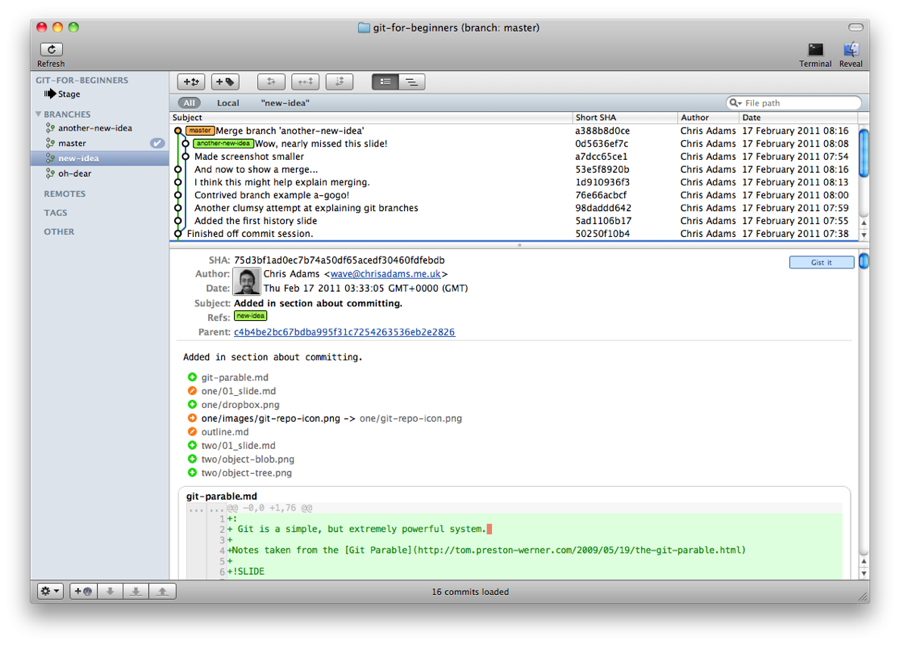 git-for-beginners (branch: master)
Refresh
Terminal Reveal
GIT-FOR-BEGINNERS
Stage
BRANCHES
another-new-idea
master
new-idea
oh-dear
REMOTES
TAGS
OTHER
All Local "new-idea"
File path
Subject Short SHA Author Date
master Merge branch 'another-new-idea' a388b8d0ce Chris Adams 17 February 2011 08:16
another-new-idea Wow, nearly missed this slide! 0d5636ef7c Chris Adams 17 February 2011 08:08
Made screenshot smaller a7dcc65ce1 Chris Adams 17 February 2011 07:54
And now to show a merge... 53e5f8920b Chris Adams 17 February 2011 08:16
I think this might help explain merging. 1d910936f3 Chris Adams 17 February 2011 08:13
Contrived branch example a-gogo! 76e66acbcf Chris Adams 17 February 2011 08:00
Another clumsy attempt at explaining git branches 98daddd642 Chris Adams 17 February 2011 07:59
Added the first history slide 5ad1106b17 Chris Adams 17 February 2011 07:55
Finished off commit session. 50250f10b4 Chris Adams 17 February 2011 07:38
SHA: 75d3bf1ad0ec7b74a50df65acedf30460fdfebdb
Gist it
Author: Chris Adams <wave@chrisadams.me.uk>
Date: Thu Feb 17 2011 03:33:05 GMT+0000 (GMT)
Subject: Added in section about committing.
Refs: new-idea
Parent: c4b4be2bc67bdba995f31c7254263536eb2e2826
Added in section about committing.
git-parable.md
one/01_slide.md
one/dropbox.png
one/images/git-repo-icon.png -> one/git-repo-icon.png
outline.md
two/01_slide.md
two/object-blob.png
two/object-tree.png
git-parable.md
... ... @@ -0,0 +1,76 @@
1 +:
2 + Git is a simple, but extremely powerful system.
3 +
4 +Notes taken from the [Git Parable](http://tom.preston-werner.com/2009/05/19/the-git-parable.html)
5 +
6 +!SLIDE
16 commits loaded